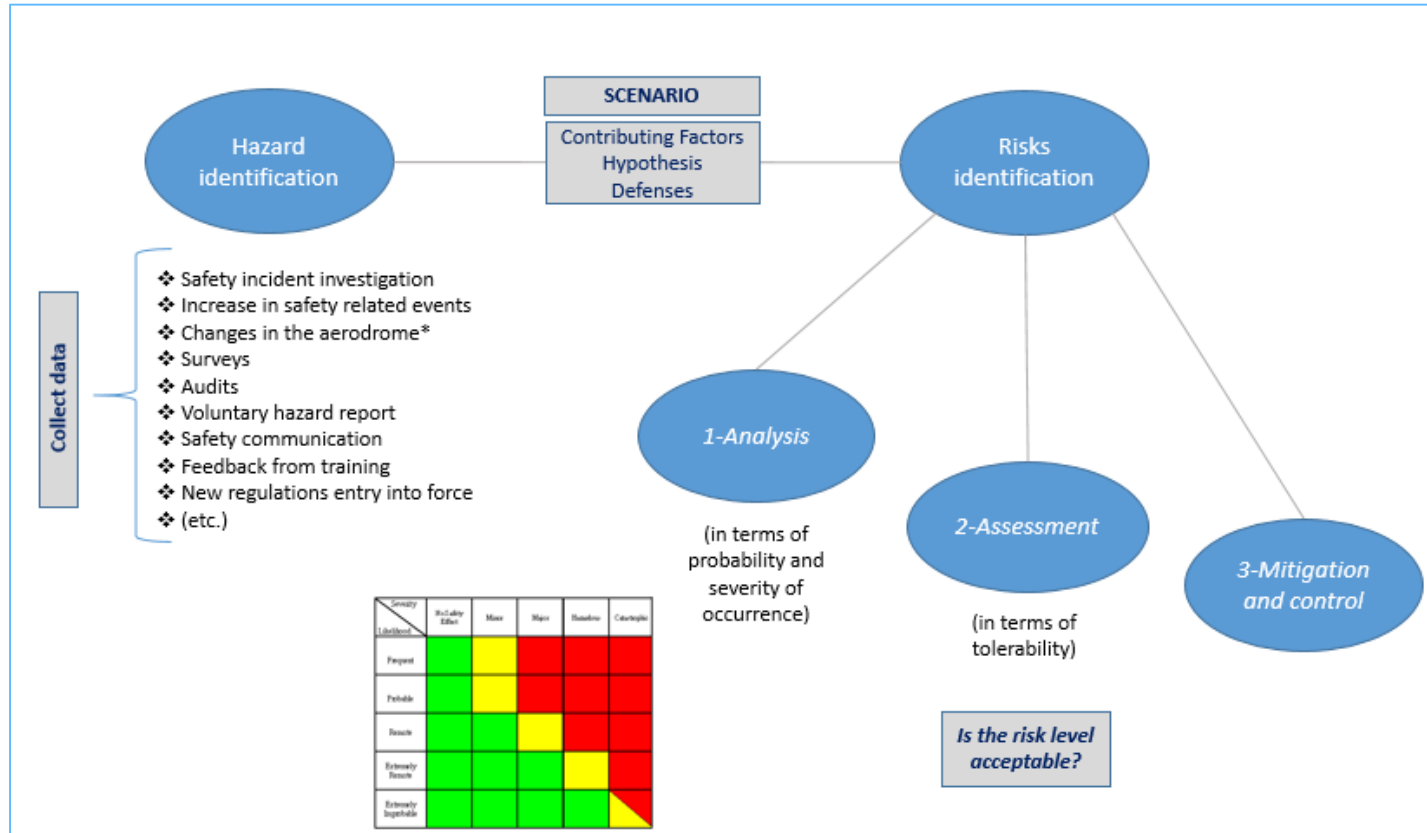 SCENARIO
Contributing Factors
Hypothesis
Defenses
Hazard
identification
Risks
identification
Collect data
❖ Safety incident investigation
❖ Increase in safety related events
❖ Changes in the aerodrome*
❖ Surveys
❖ Audits
❖ Voluntary hazard report
❖ Safety communication
❖ Feedback from training
❖ New regulations entry into force
❖ (etc.)
1-Analysis
(in terms of
probability and
severity of
occurrence)
2-Assessment
(in terms of
tolerability)
Is the risk level
acceptable?
3-Mitigation
and control
Severity
Likelihood
No Safety
Effect
Minor
Major
Hazardous
Catastrophic
Frequent
Probable
Remote
Extremely
Remote
Extremely
Improbable